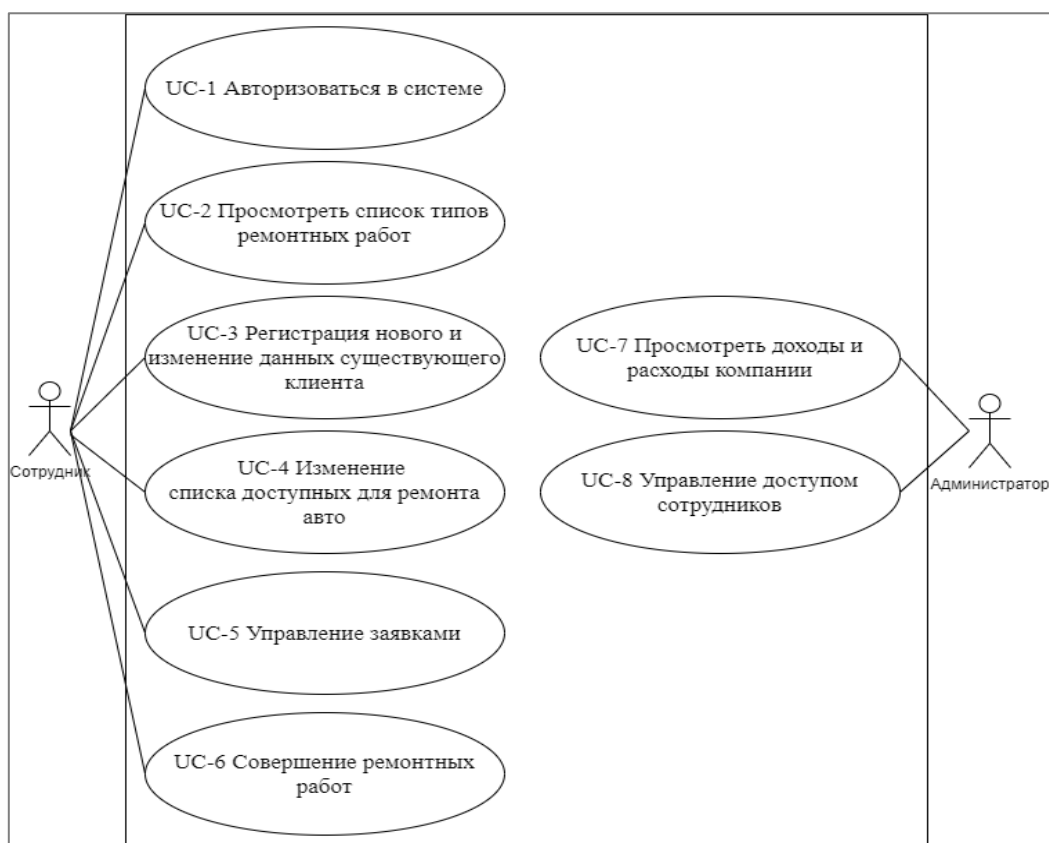 UC-1 Авторизоваться в системе
UC-2 Просмотреть список типов
ремонтных работ
UC-3 Регистрация нового и
изменение данных существующего
клиента
UC-4 Изменение
списка доступных для ремонта
авто
UC-5 Управление заявками
UC-6 Совершение ремонтных
работ
UC-7 Просмотреть доходы и
расходы компании
UC-8 Управление доступом
сотрудников
Сотрудник
Администратор